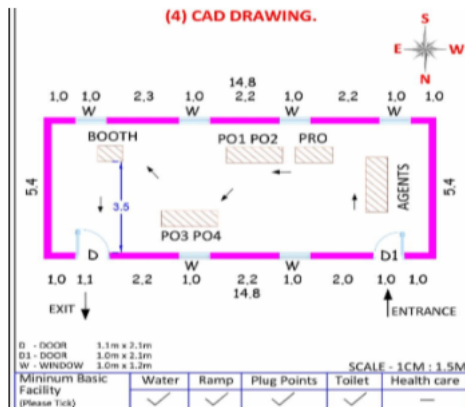 (4) CAD DRAWING.
S
E W
N
14,8
1,0 1,0 2,3 1,0 2,2 1,0 2,2 1,0 1,0
W W W W
BOOTH PO1 PO2 PRO
5,4 AGENTS 5,4
3.5
PO3 PO4
D W W D1
1,0 1,1 2,2 1,0 2,2 1,0 2,0 1,0 1,0
14,8
EXIT ENTRANCE
D - DOOR 1.1m x 2.1m
D1 - DOOR 1.0m x 2.1m
W - WINDOW 1.0m x 1.2m
SCALE - 1CM : 1.5M
Mininum Basic Facility (Please Tick) Water Ramp Plug Points Toilet Health care
✓ ✓ ✓ ✓ —